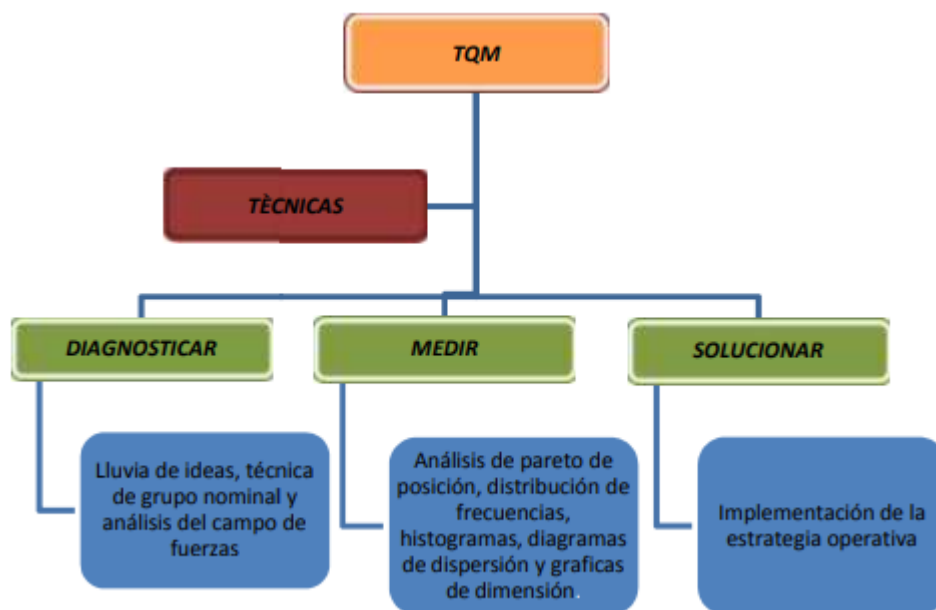 TQM
TÈCNICAS
DIAGNOSTICAR
MEDIR
SOLUCIONAR
Lluvia de ideas, técnica
de grupo nominal y
análisis del campo de
fuerzas
Análisis de pareto de
posición, distribución de
frecuencias,
histogramas, diagramas
de dispersión y graficas
de dimensión.
Implementación de la
estrategia operativa